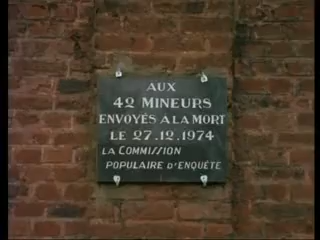 AUX
42 MINEURS
ENVOYÉS A LA MORT
LE 27.12.1974
LA COMMISSION
POPULAIRE D'ENQUÊTE